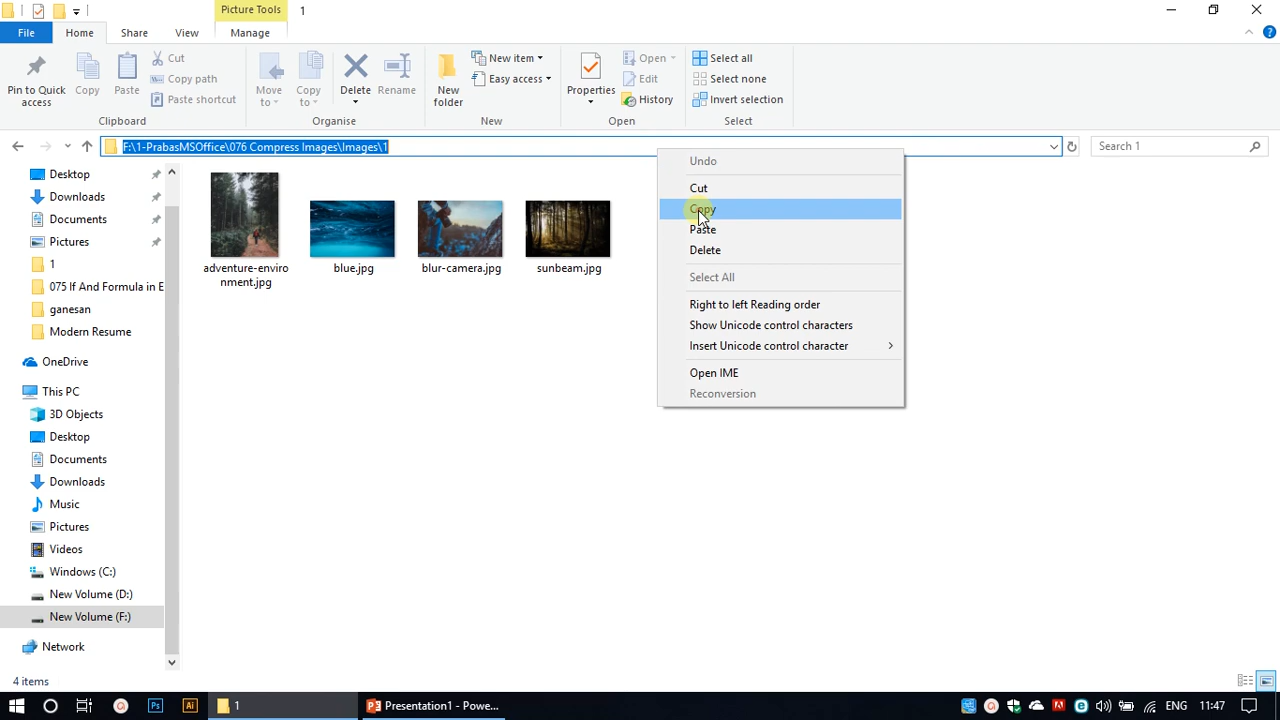 Picture Tools
1
File
Home
Share
View
Manage
Pin to Quick access
Copy
Paste
Cut
Copy path
Paste shortcut
Clipboard
Move to
Copy to
Delete
Rename
Organise
New folder
New item
Easy access
New
Properties
Open
Edit
History
Open
Select all
Select none
Invert selection
Select
F:\1-PrabasMSOffice\076 Compress Images\Images\1
Search 1
Desktop
Downloads
Documents
Pictures
1
075 If And Formula in E
ganesan
Modern Resume
OneDrive
This PC
3D Objects
Desktop
Documents
Downloads
Music
Pictures
Videos
Windows (C:)
New Volume (D:)
New Volume (F:)
Network
adventure-enviro
nment.jpg
blue.jpg
blur-camera.jpg
sunbeam.jpg
Undo
Cut
Copy
Paste
Delete
Select All
Right to left Reading order
Show Unicode control characters
Insert Unicode control character
Open IME
Reconversion
4 items
Ps
Ai
1
Presentation1 - Powe...
ENG
11:47